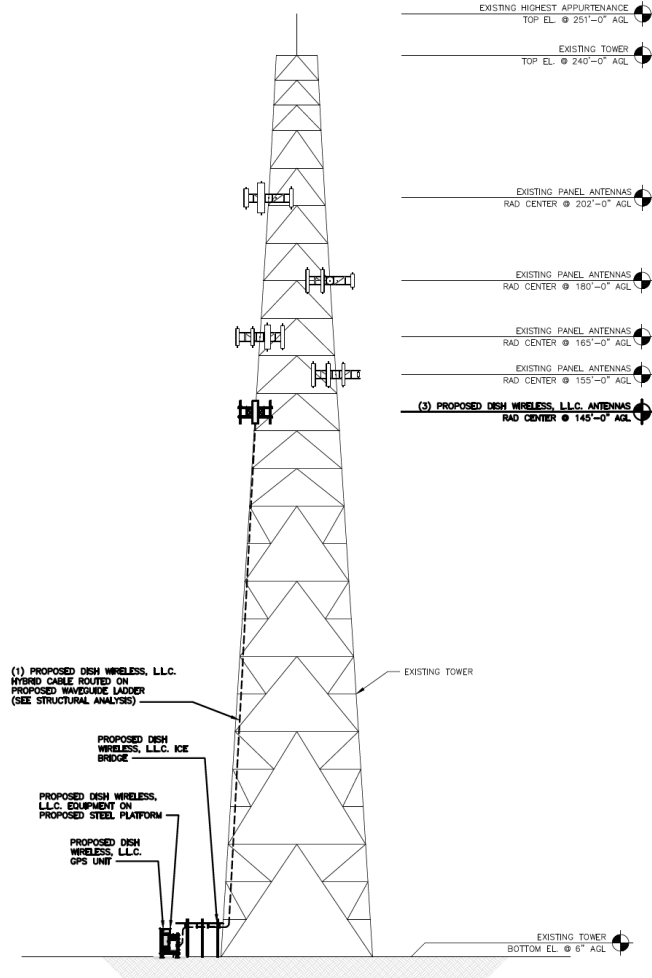 EXISTING HIGHEST APPURTENANCE
TOP EL. @ 251'-0" AGL
EXISTING TOWER
TOP EL. @ 240'-0" AGL
EXISTING PANEL ANTENNAS
RAD CENTER @ 202'-0" AGL
EXISTING PANEL ANTENNAS
RAD CENTER @ 180'-0" AGL
EXISTING PANEL ANTENNAS
RAD CENTER @ 165'-0" AGL
EXISTING PANEL ANTENNAS
RAD CENTER @ 155'-0" AGL
(3) PROPOSED DISH WIRELESS, L.L.C. ANTENNAS
RAD CENTER @ 145'-0" AGL
(1) PROPOSED DISH WIRELESS, L.L.C.
HYBRID CABLE ROUTED ON
PROPOSED WAVEGUIDE LADDER
(SEE STRUCTURAL ANALYSIS)
EXISTING TOWER
PROPOSED DISH
WIRELESS, L.L.C. ICE
BRIDGE
PROPOSED DISH WIRELESS,
L.L.C. EQUIPMENT ON
PROPOSED STEEL PLATFORM
PROPOSED DISH
WIRELESS, L.L.C.
GPS UNIT
EXISTING TOWER
BOTTOM EL. @ 6" AGL